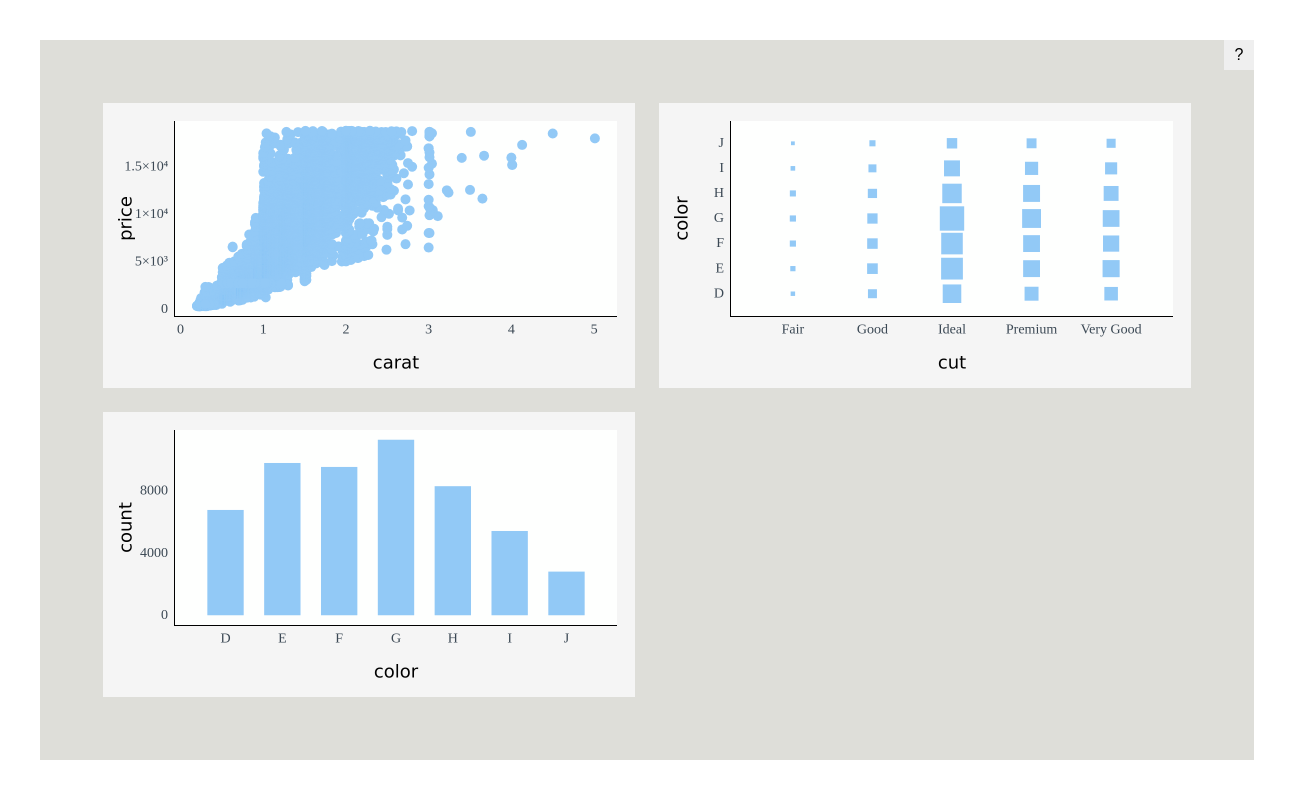 ?
price
1.5×10⁴
1×10⁴
5×10³
0
0 1 2 3 4 5
carat
color
J
I
H
G
F
E
D
Fair Good Ideal Premium Very Good
cut
count
8000
4000
0
D E F G H I J
color